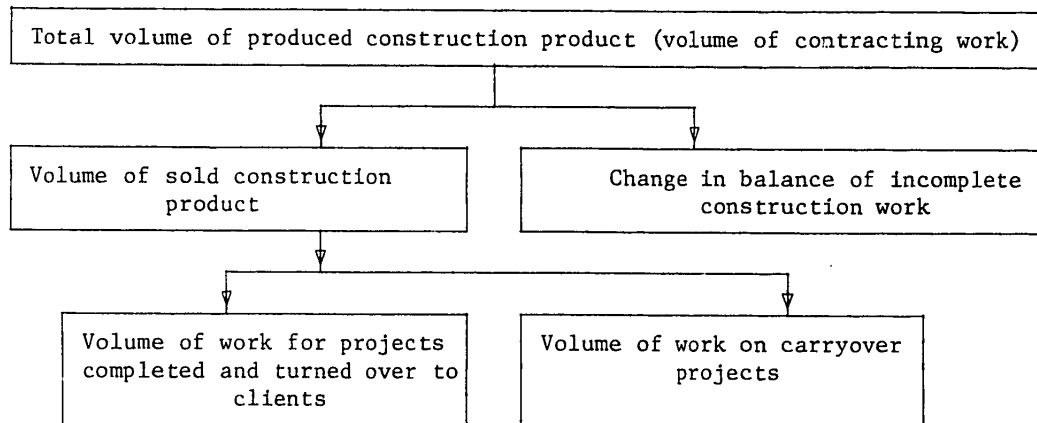 Total volume of produced construction product (volume of contracting work)
Volume of sold construction
product
Change in balance of incomplete
construction work
Volume of work for projects
completed and turned over to
clients
Volume of work on carryover
projects